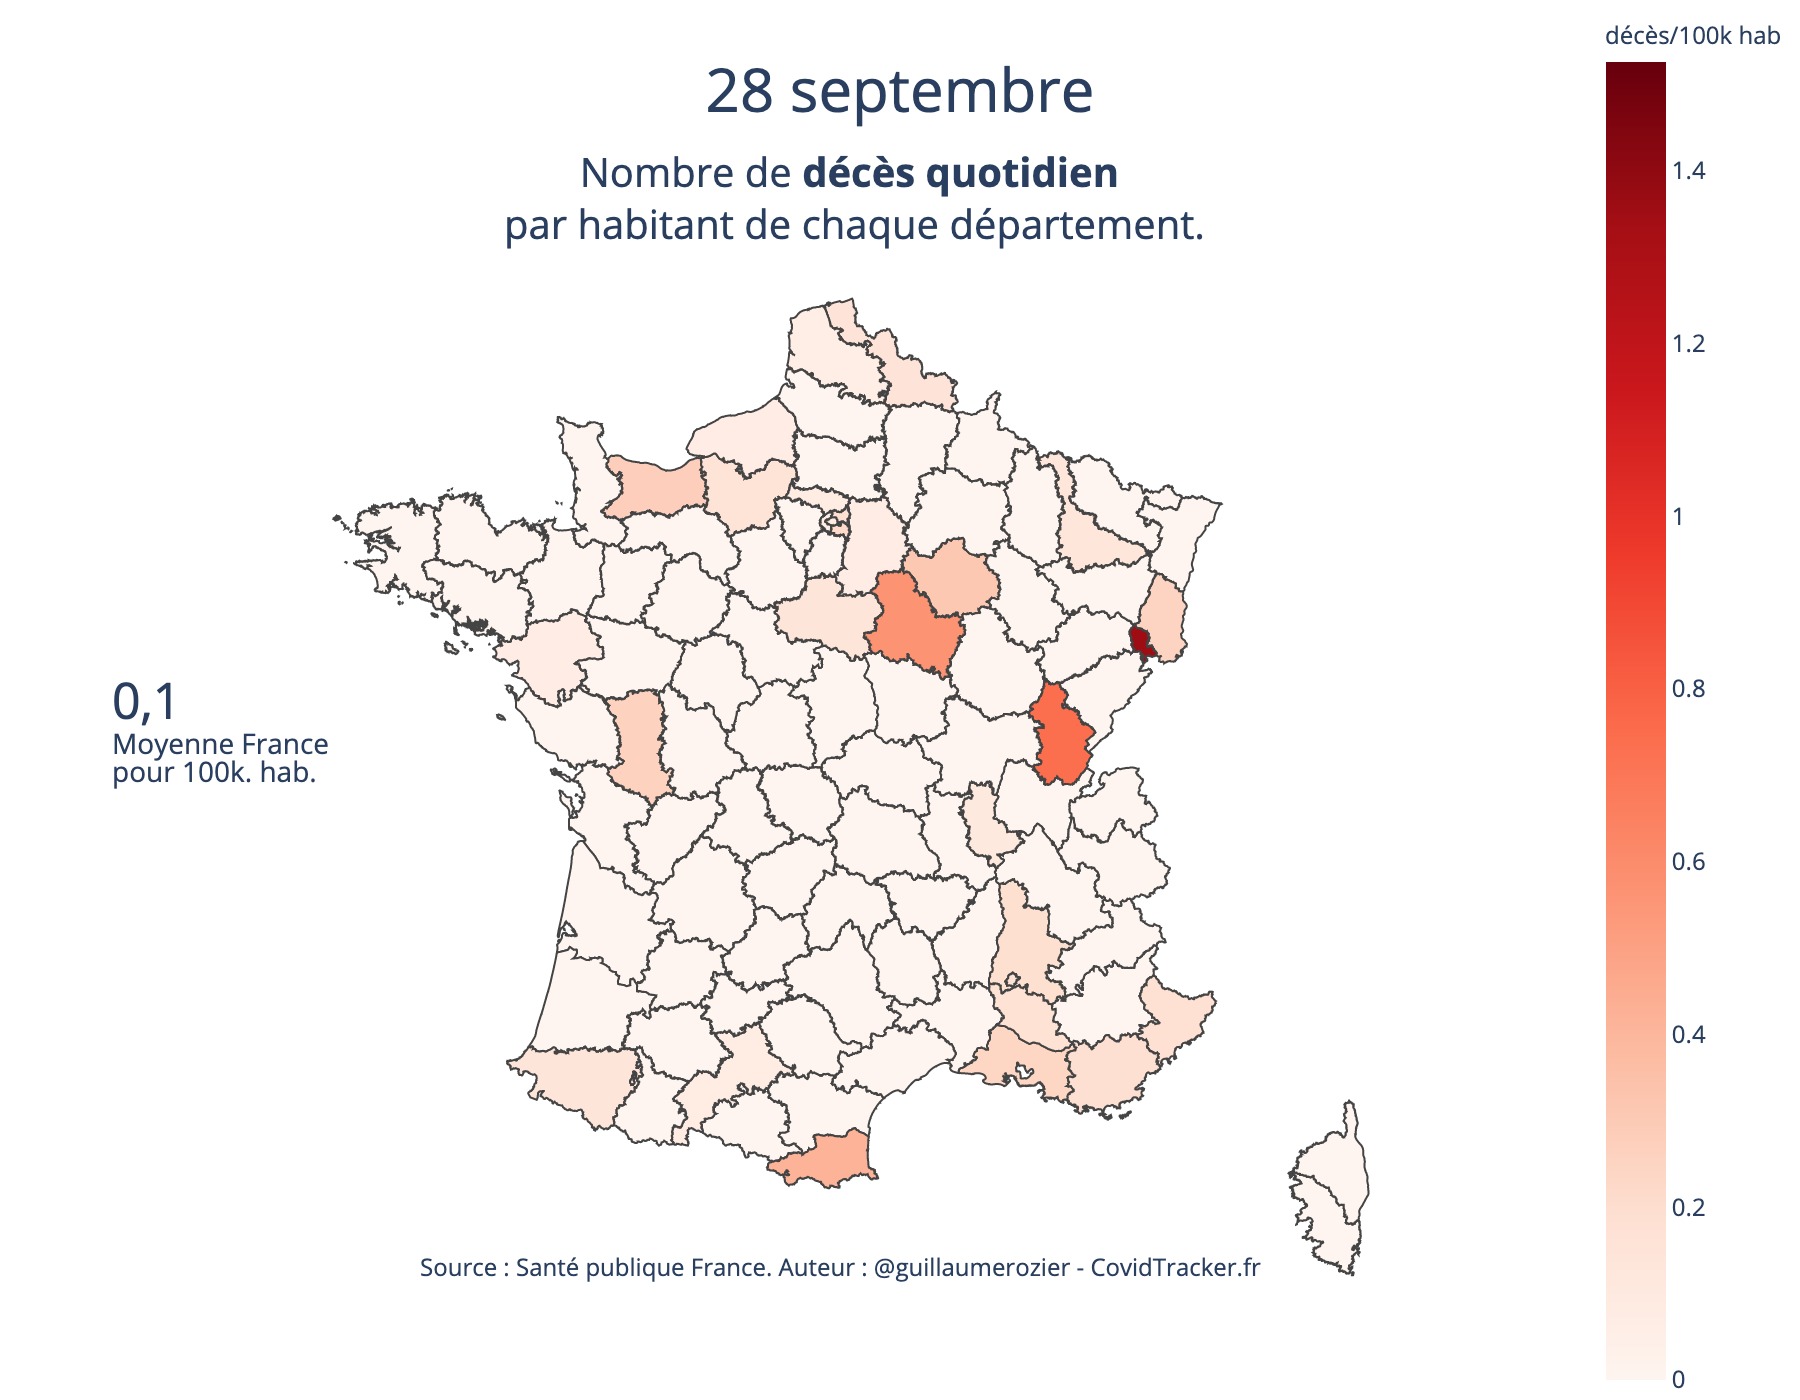 décès/100k hab
28 septembre
Nombre de décès quotidien
par habitant de chaque département.
1.4
1.2
1
0.8
0.6
0.4
0.2
0
0,1
Moyenne France
pour 100k. hab.
Source : Santé publique France. Auteur : @guillaumerozier - CovidTracker.fr